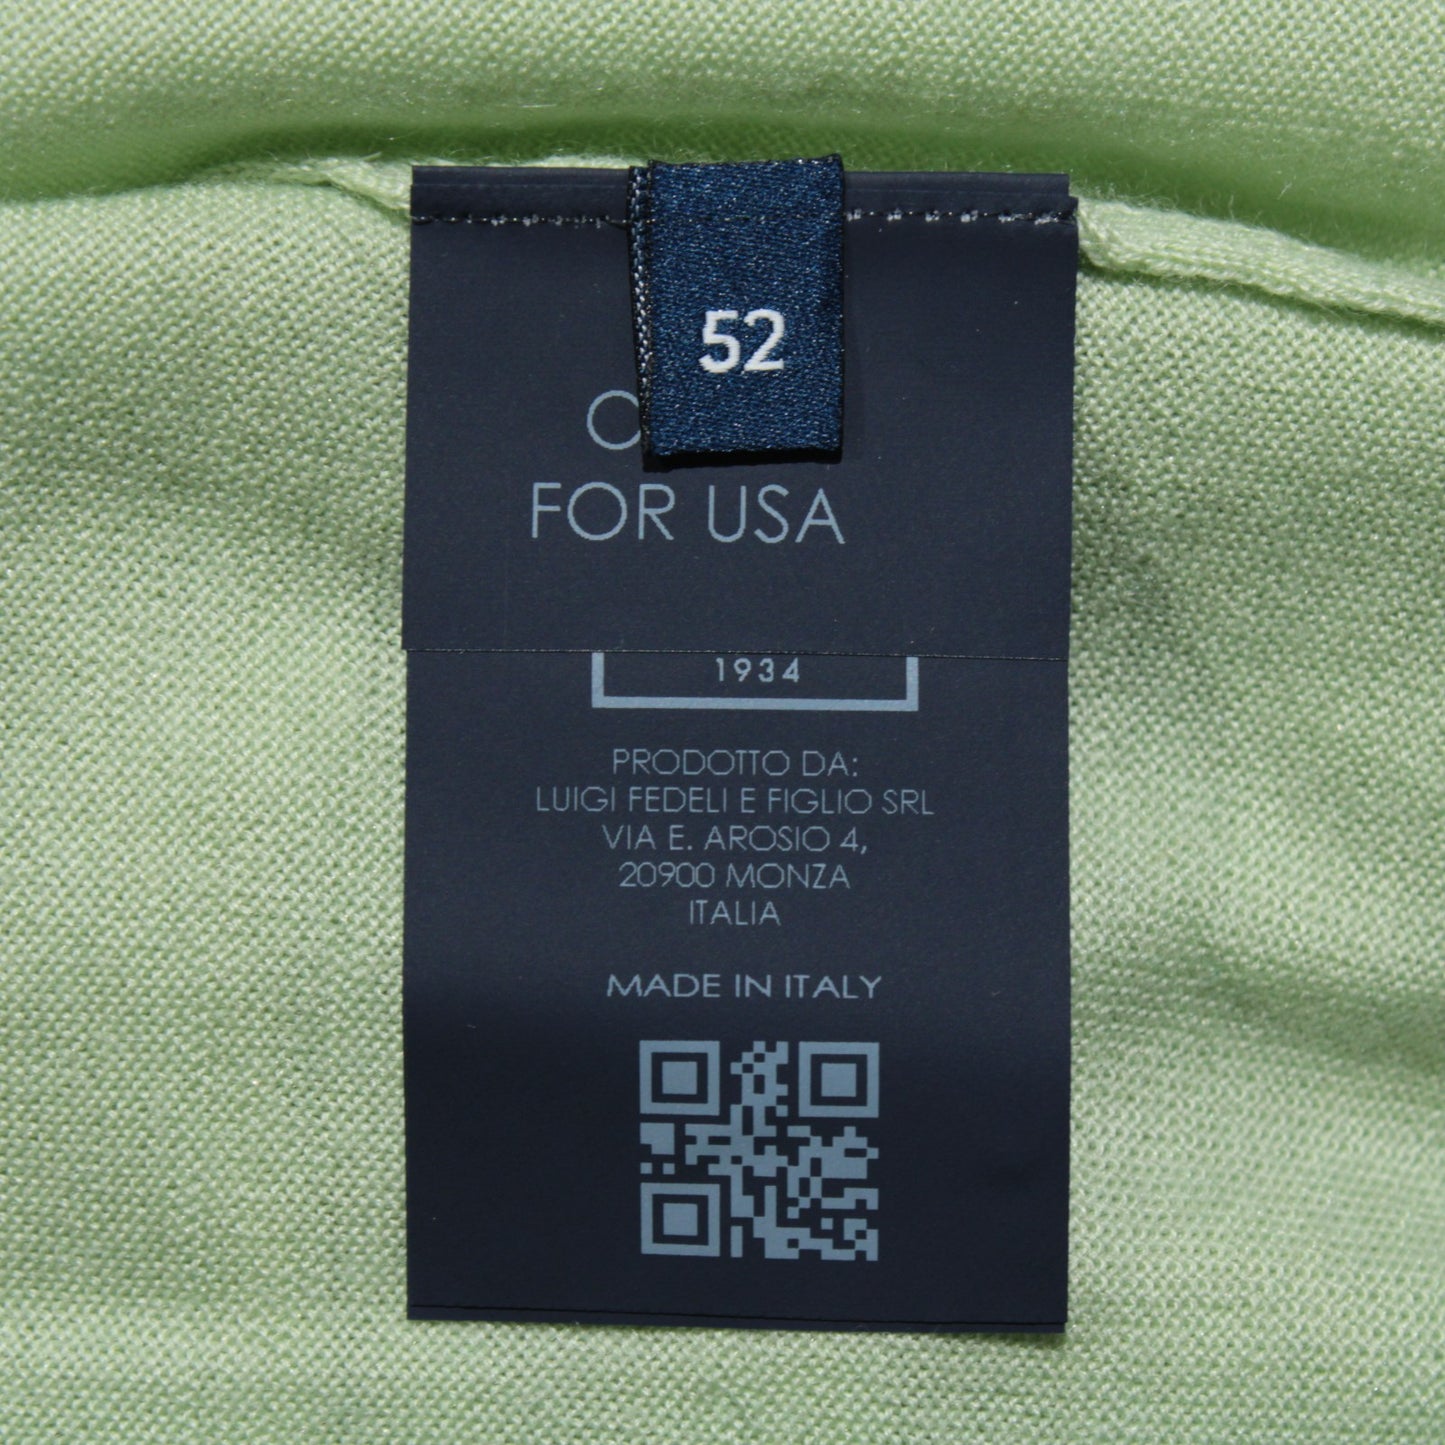 52
FOR USA
1934
PRODOTTO DA:
LUIGI FEDELI E FIGLIO SRL
VIA E. AROSIO 4,
20900 MONZA
ITALIA
MADE IN ITALY